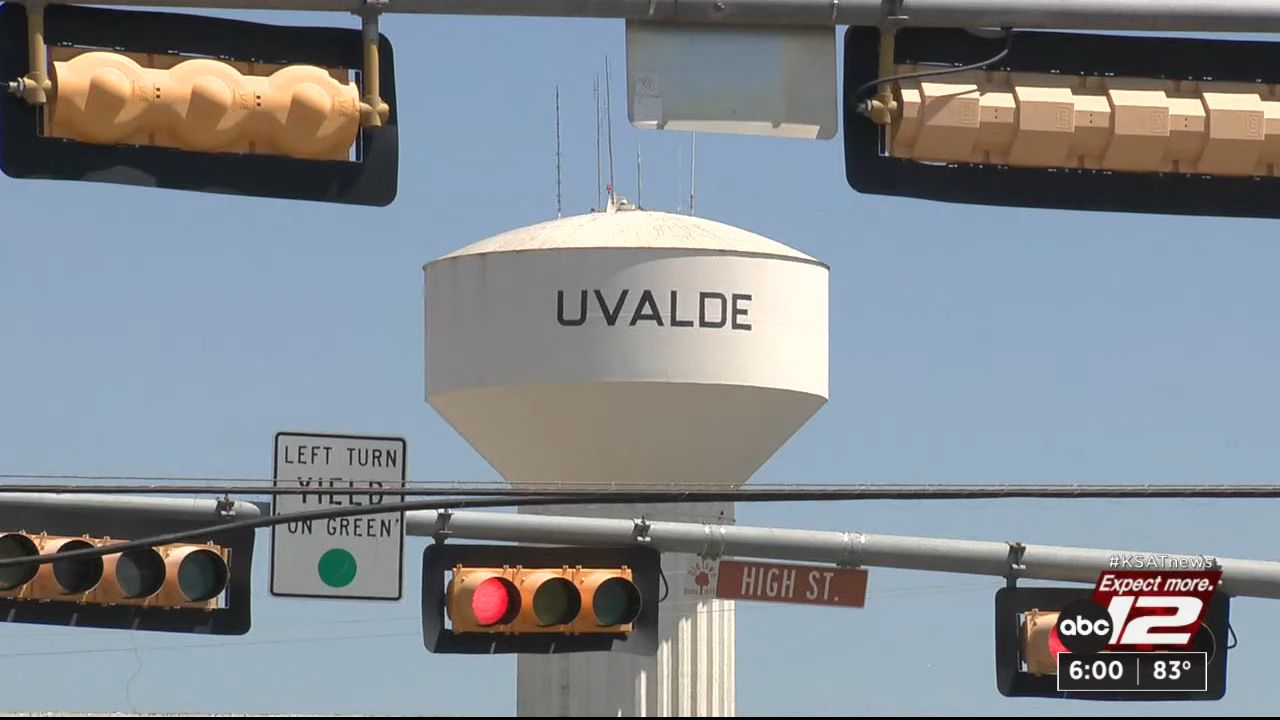 UVALDE
LEFT TURN
YIELD
ON GREEN
HIGH ST.
#KSATnews
Expect more.
abc 12
6:00 83°